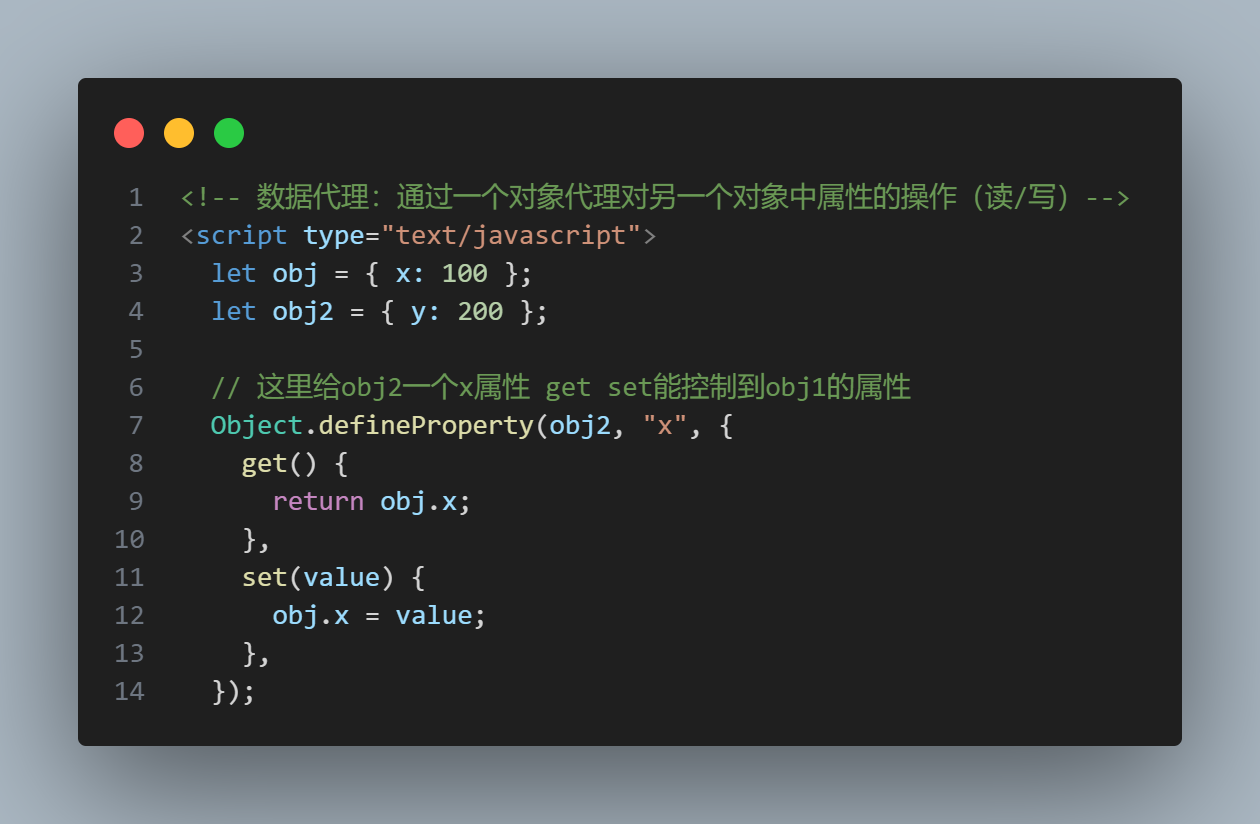 1 <!-- 数据代理：通过一个对象代理对另一个对象中属性的操作（读/写）-->
2 <script type="text/javascript">
3   let obj = { x: 100 };
4   let obj2 = { y: 200 };
5
6   // 这里给obj2一个x属性 get set能控制到obj1的属性
7   Object.defineProperty(obj2, "x", {
8     get() {
9       return obj.x;
10     },
11     set(value) {
12       obj.x = value;
13     },
14   });